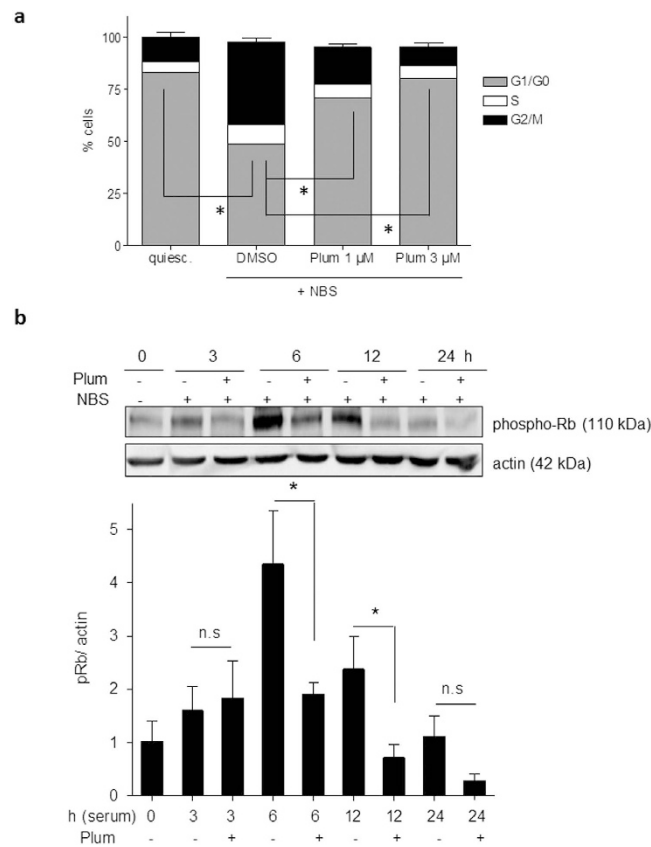 a
100
75
50
25
0
% cells
G1/G0
S
G2/M
*
*
*
quiesc.
DMSO
Plum 1 µM
Plum 3 µM
+ NBS
b
0 3 6 12 24 h
Plum - - + - + - + - +
NBS - + + + + + + + +
phospho-Rb (110 kDa)
actin (42 kDa)
*
*
n.s
n.s
5
4
3
2
1
0
pRb/ actin
h (serum) 0 3 3 6 6 12 12 24 24
Plum - - + - + - + - +